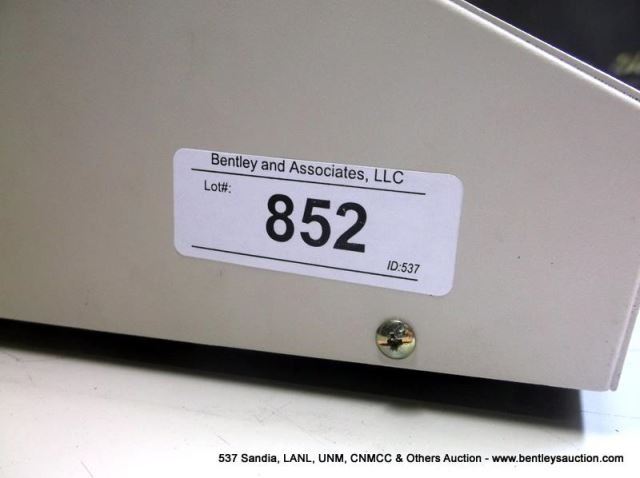 Bentley and Associates, LLC
Lot#:
852
ID:537
537 Sandia, LANL, UNM, CNMCC & Others Auction - www.bentleysauction.com